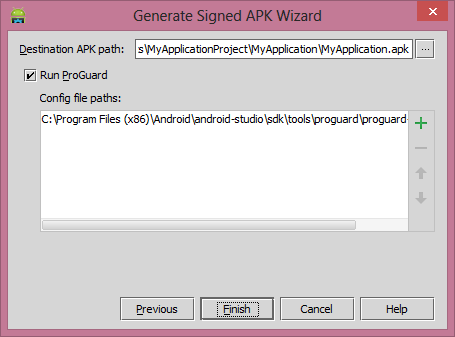 Generate Signed APK Wizard
Destination APK path: s\MyApplicationProject\MyApplication\MyApplication.apk ...
Run ProGuard
Config file paths:
C:\Program Files (x86)\Android\android-studio\sdk\tools\proguard\proguard-
Previous Finish Cancel Help